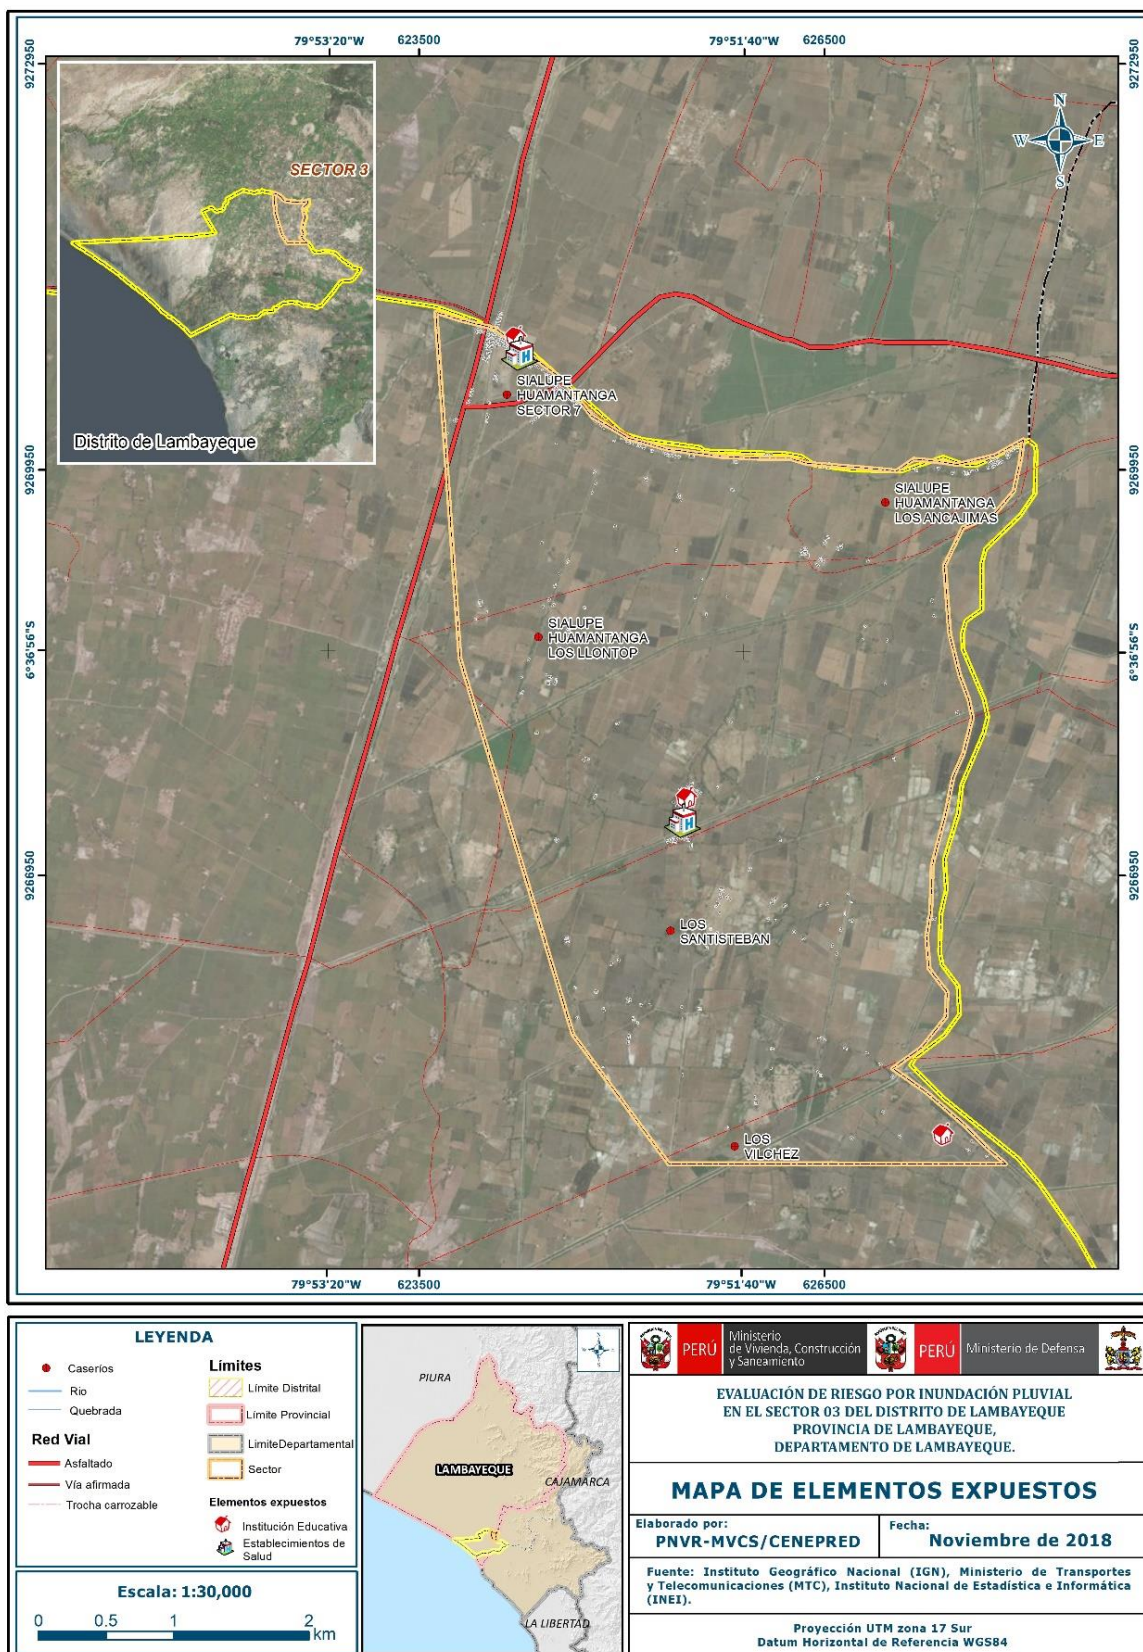 79°53'20"W
623500
79°51'40"W
626500
9272950
9272950
N
W
E
S
SECTOR 3
Distrito de Lambayeque
SIALUPE
HUAMANTANGA
SECTOR 7
9269950
9269950
SIALUPE
HUAMANTANGA
LOS ANCAJIMAS
SIALUPE
HUAMANTANGA
LOS LLONTOP
6°36'56"S
6°36'56"S
H
H
9266950
9266950
LOS
SANTISTEBAN
LOS
VILCHEZ
79°53'20"W
623500
79°51'40"W
626500
LEYENDA
Caseríos
Rio
Quebrada
Red Vial
Asfaltado
Vía afirmada
Trocha carrozable
Límites
Límite Distrital
Límite Provincial
LimiteDepartamental
Sector
Elementos expuestos
Institución Educativa
Establecimientos de
Salud
Escala: 1:30,000
0 0.5 1 2
km
PIURA
LAMBAYEQUE
CAJAMARCA
LA LIBERTAD
PERÚ
Ministerio
de Vivienda, Construcción
y Saneamiento
PERÚ
Ministerio de Defensa
EVALUACIÓN DE RIESGO POR INUNDACIÓN PLUVIAL
EN EL SECTOR 03 DEL DISTRITO DE LAMBAYEQUE
PROVINCIA DE LAMBAYEQUE,
DEPARTAMENTO DE LAMBAYEQUE.
MAPA DE ELEMENTOS EXPUESTOS
Elaborado por:
PNVR-MVCS/CENEPRED
Fecha:
Noviembre de 2018
Fuente: Instituto Geográfico Nacional (IGN), Ministerio de Transportes
y Telecomunicaciones (MTC), Instituto Nacional de Estadística e Informática
(INEI).
Proyección UTM zona 17 Sur
Datum Horizontal de Referencia WGS84